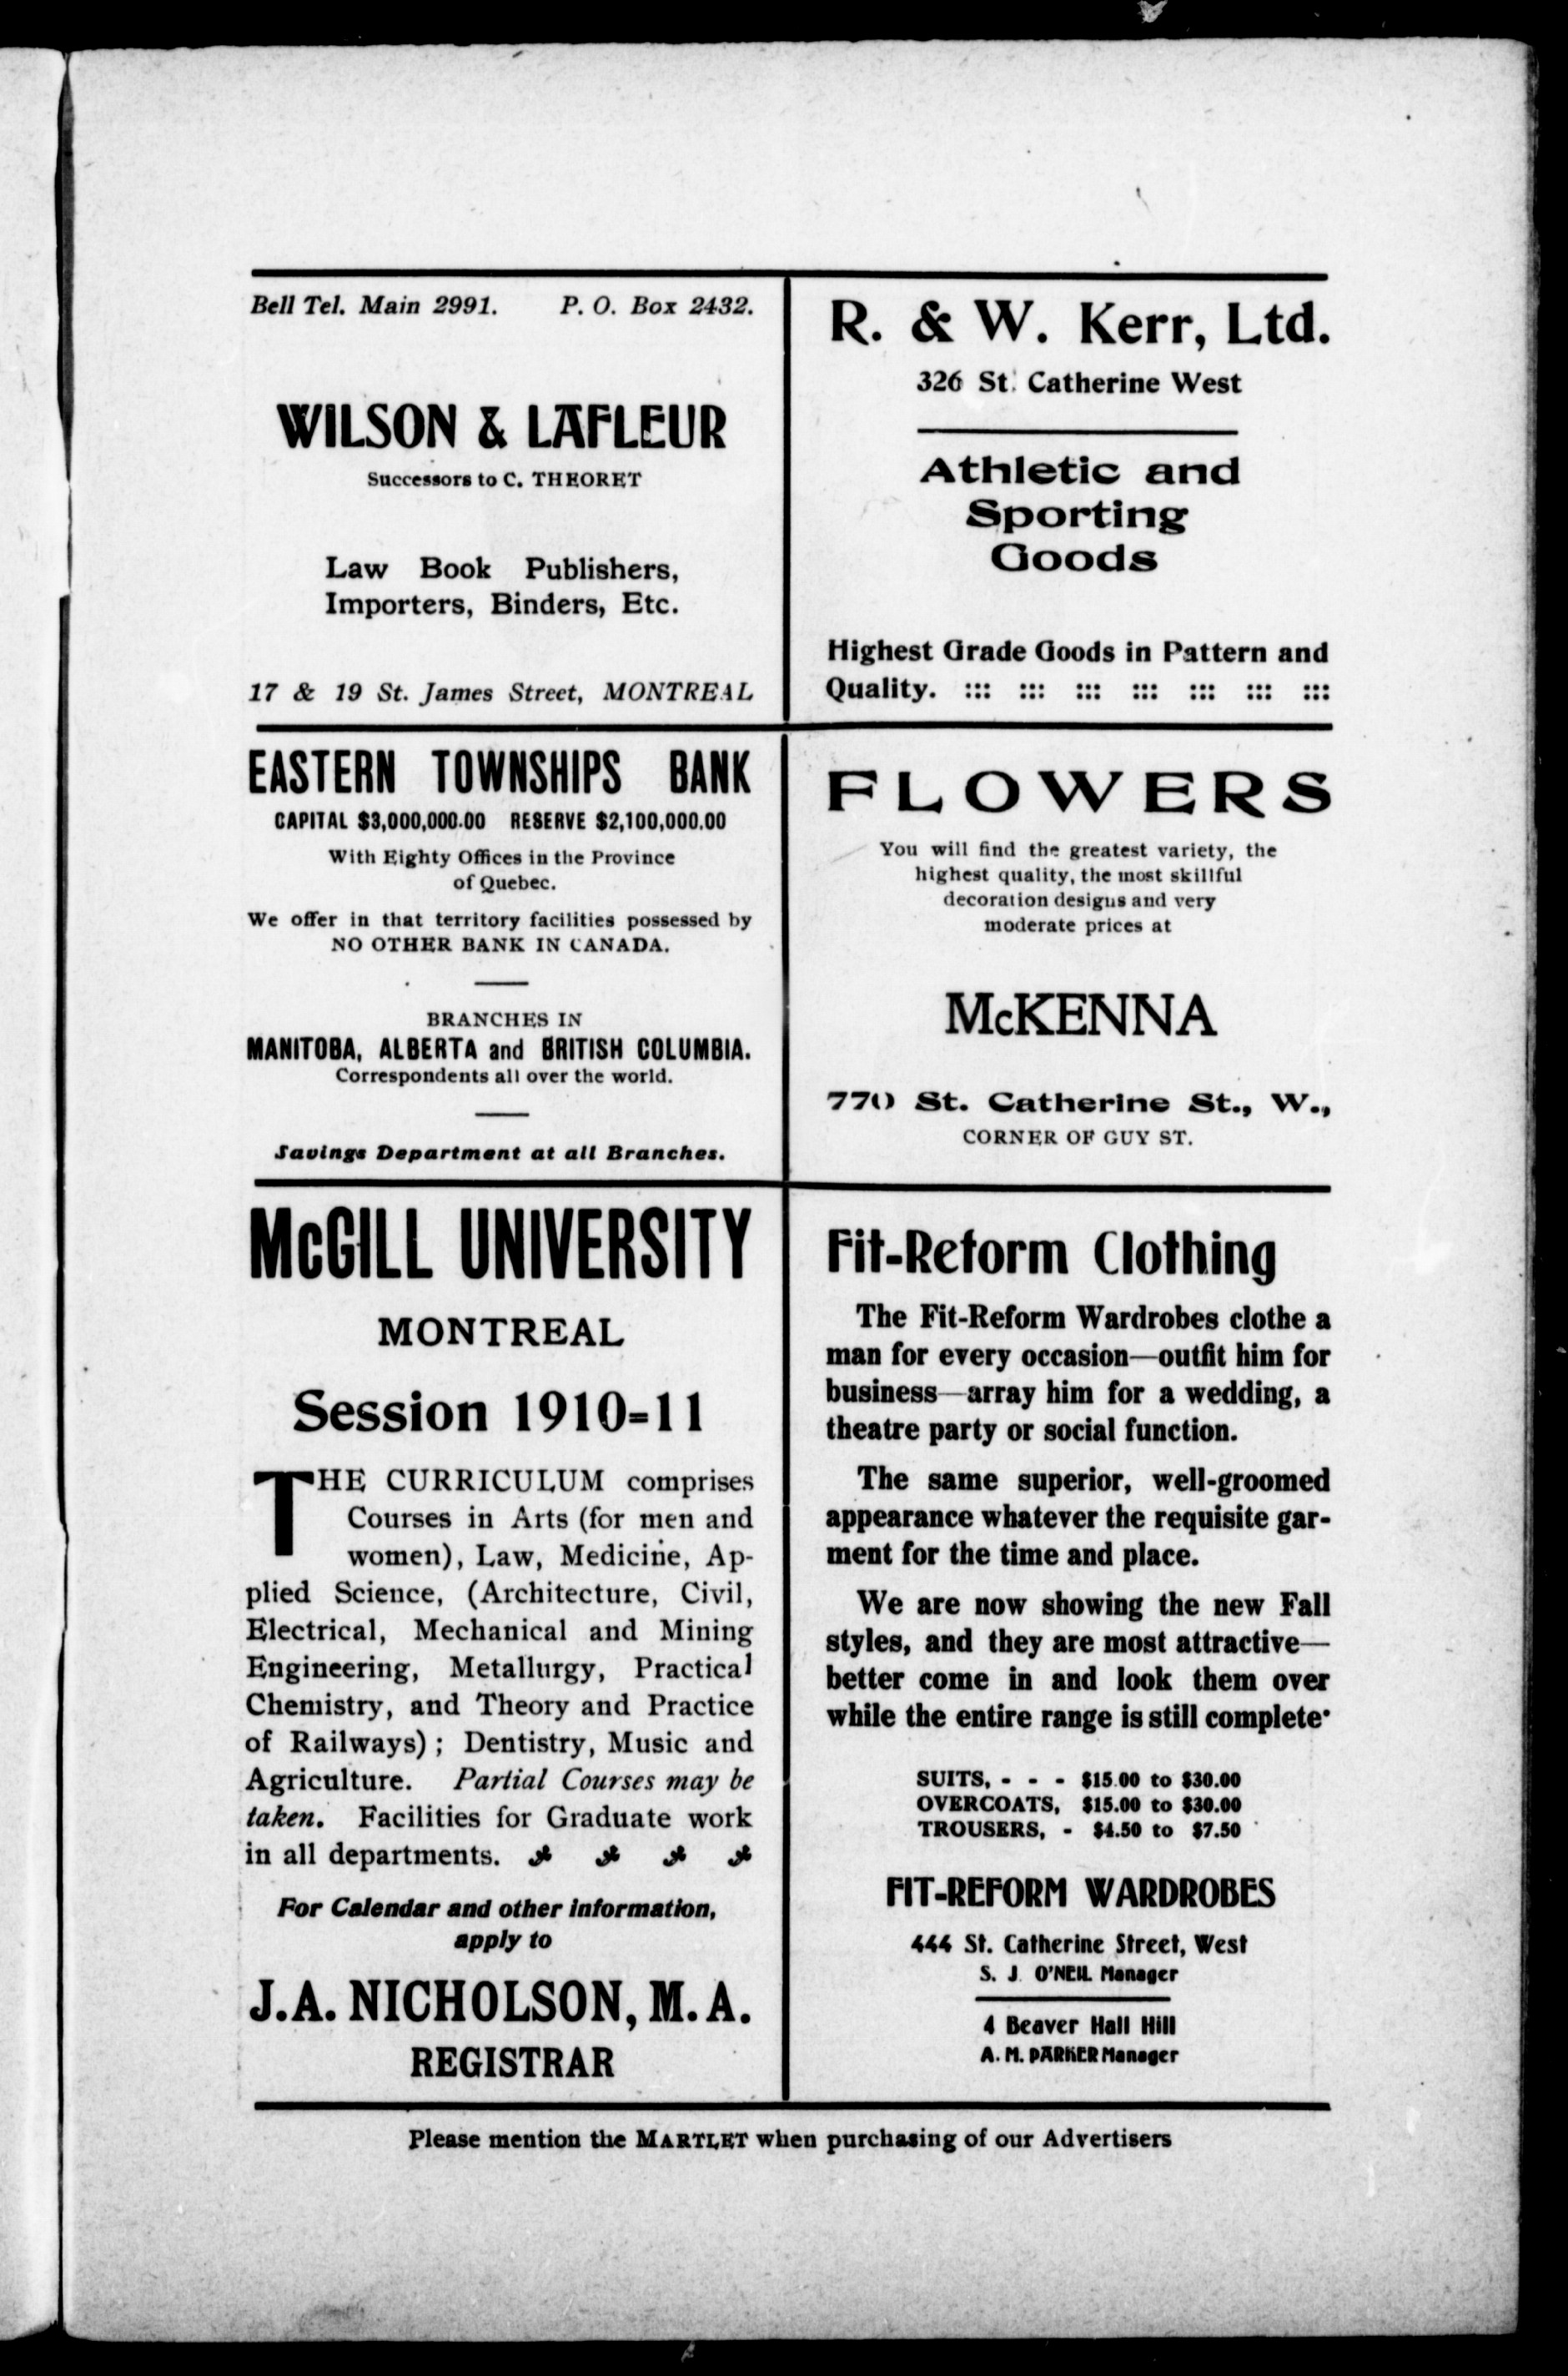 Bell Tel. Main 2991. P. O. Box 2432.
WILSON & LAFLEUR
Successors to C. THEORET
Law Book Publishers,
Importers, Binders, Etc.
17 & 19 St. James Street, MONTREAL
R. & W. Kerr, Ltd.
326 St. Catherine West
Athletic and
Sporting
Goods
Highest Grade Goods in Pattern and
Quality. ::: ::: ::: ::: ::: ::: :::
EASTERN TOWNSHIPS BANK
CAPITAL $3,000,000.00 RESERVE $2,100,000.00
With Eighty Offices in the Province
of Quebec.
We offer in that territory facilities possessed by
NO OTHER BANK IN CANADA.
BRANCHES IN
MANITOBA, ALBERTA and BRITISH COLUMBIA.
Correspondents all over the world.
Savings Department at all Branches.
FLOWERS
You will find the greatest variety, the
highest quality, the most skillful
decoration designs and very
moderate prices at
McKENNA
770 St. Catherine St., W.,
CORNER OF GUY ST.
McGILL UNIVERSITY
MONTREAL
Session 1910-11
THE CURRICULUM comprises
Courses in Arts (for men and
women), Law, Medicine, Ap-
plied Science, (Architecture, Civil,
Electrical, Mechanical and Mining
Engineering, Metallurgy, Practical
Chemistry, and Theory and Practice
of Railways); Dentistry, Music and
Agriculture. Partial Courses may be
taken. Facilities for Graduate work
in all departments.
For Calendar and other information,
apply to
J.A. NICHOLSON, M.A.
REGISTRAR
Fit-Reform Clothing
The Fit-Reform Wardrobes clothe a
man for every occasion—outfit him for
business—array him for a wedding, a
theatre party or social function.
The same superior, well-groomed
appearance whatever the requisite gar-
ment for the time and place.
We are now showing the new Fall
styles, and they are most attractive—
better come in and look them over
while the entire range is still complete.
SUITS, - - - $15.00 to $30.00
OVERCOATS, $15.00 to $30.00
TROUSERS, - $4.50 to $7.50
FIT-REFORM WARDROBES
444 St. Catherine Street, West
S. J. O'NEIL Manager
4 Beaver Hall Hill
A. M. PARKER Manager
Please mention the MARTLET when purchasing of our Advertisers